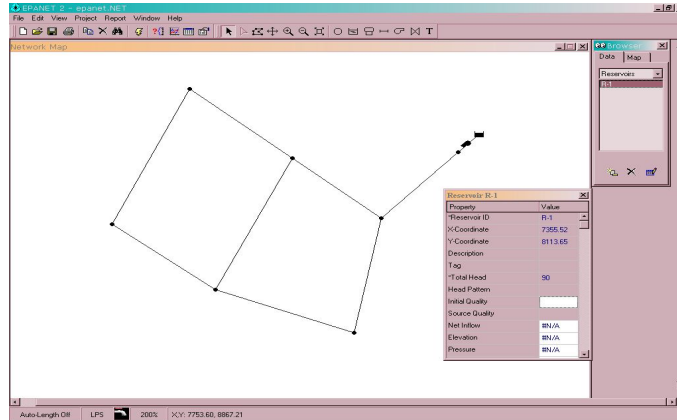 EPANET 2 - epanet.NET
File Edit View Project Report Window Help
Network Map
Browser
Data Map
Reservoirs
R-1
Reservoir R-1
Property Value
*Reservoir ID R-1
X-Coordinate 7355.52
Y-Coordinate 8113.65
Description
Tag
*Total Head 90
Head Pattern
Initial Quality
Source Quality
Net Inflow #N/A
Elevation #N/A
Pressure #N/A
Auto-Length Off LPS 200% X,Y: 7753.60, 8867.21